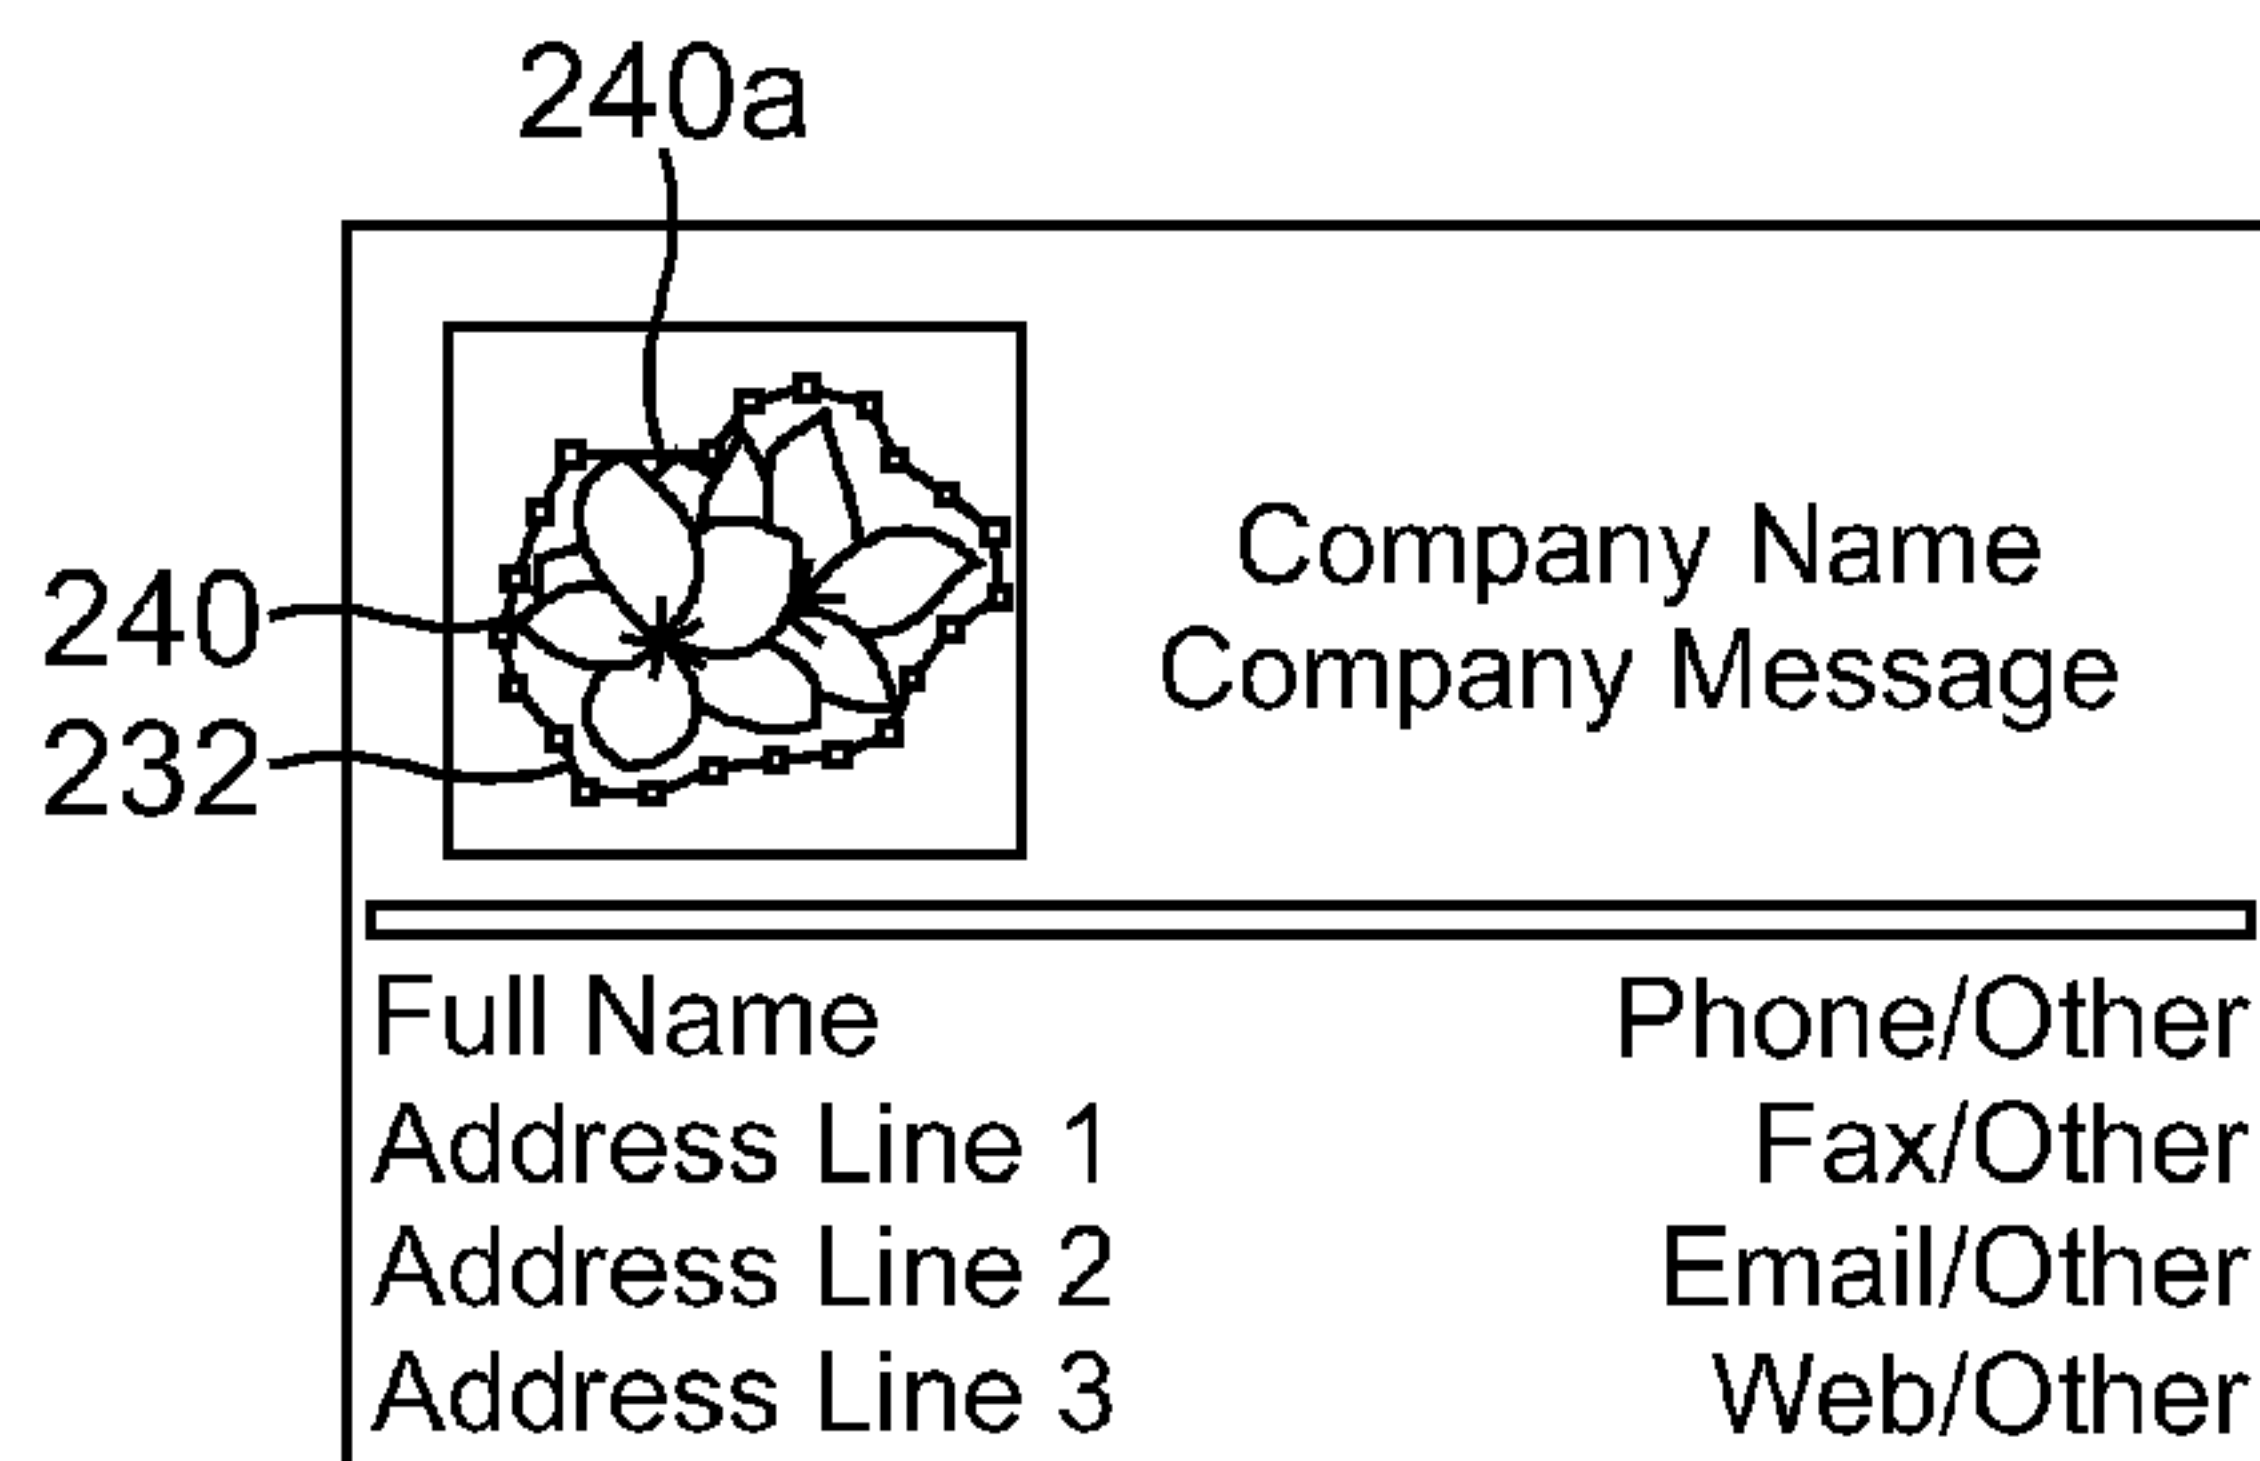 240a
240
232
Company Name
Company Message
Full Name
Address Line 1
Address Line 2
Address Line 3
Phone/Other
Fax/Other
Email/Other
Web/Other